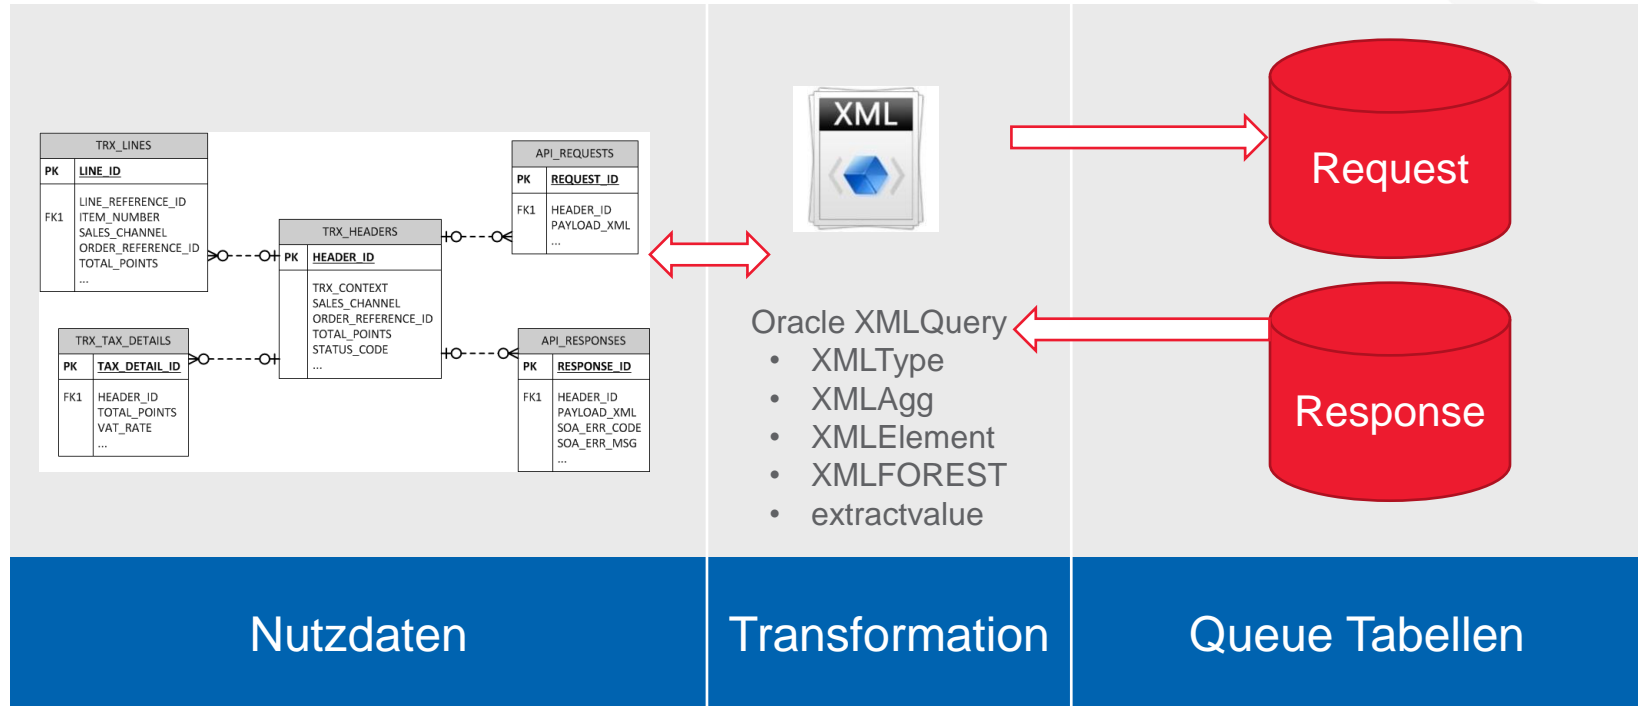 TRX_LINES
PK LINE_ID
LINE_REFERENCE_ID
FK1 ITEM_NUMBER
SALES_CHANNEL
ORDER_REFERENCE_ID
TOTAL_POINTS
...
TRX_TAX_DETAILS
PK TAX_DETAIL_ID
FK1 HEADER_ID
TOTAL_POINTS
VAT_RATE
...
TRX_HEADERS
PK HEADER_ID
TRX_CONTEXT
SALES_CHANNEL
ORDER_REFERENCE_ID
TOTAL_POINTS
STATUS_CODE
...
API_REQUESTS
PK REQUEST_ID
FK1 HEADER_ID
PAYLOAD_XML
...
API_RESPONSES
PK RESPONSE_ID
FK1 HEADER_ID
PAYLOAD_XML
SOA_ERR_CODE
SOA_ERR_MSG
...
XML
Oracle XMLQuery
• XMLType
• XMLAgg
• XMLElement
• XMLFOREST
• extractvalue
Request
Response
Nutzdaten
Transformation
Queue Tabellen